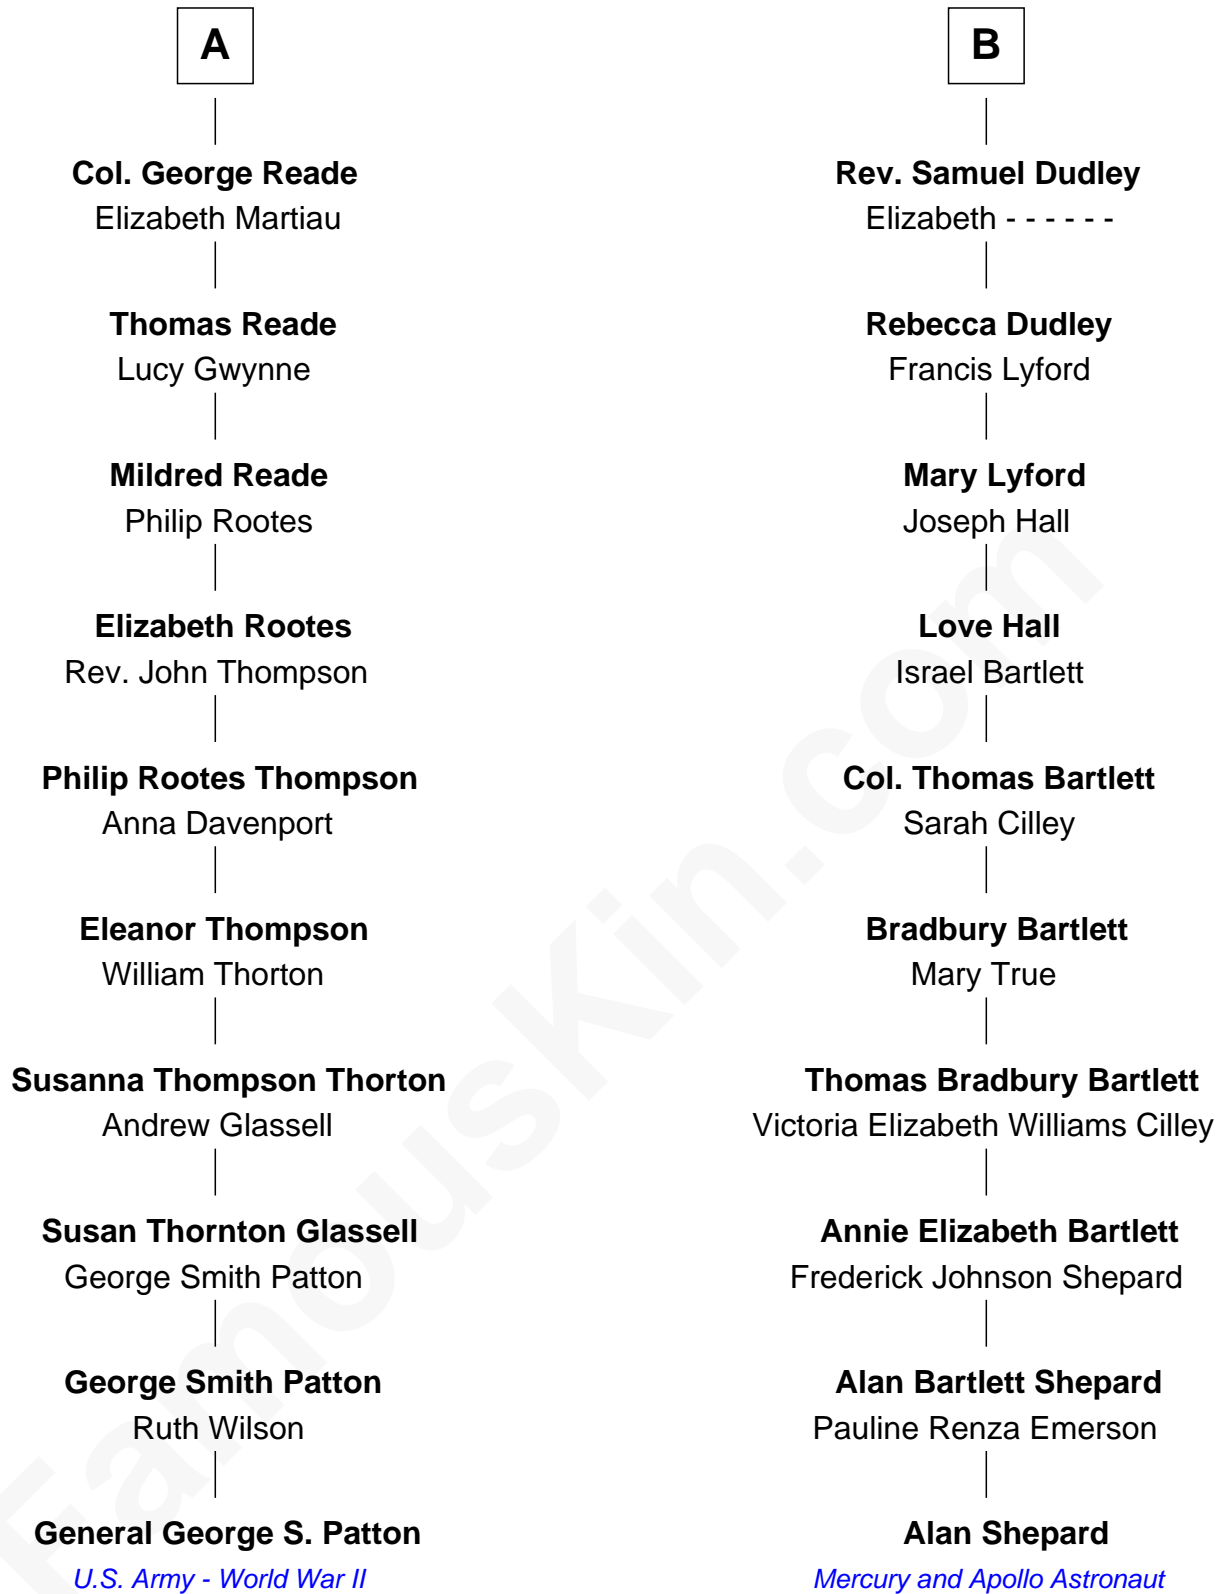 A
Col. George Reade
Elizabeth Martiau
Thomas Reade
Lucy Gwynne
Mildred Reade
Philip Rootes
Elizabeth Rootes
Rev. John Thompson
Philip Rootes Thompson
Anna Davenport
Eleanor Thompson
William Thorton
Susanna Thompson Thorton
Andrew Glassell
Susan Thornton Glassell
George Smith Patton
George Smith Patton
Ruth Wilson
General George S. Patton
U.S. Army - World War II
B
Rev. Samuel Dudley
Elizabeth - - - - - -
Rebecca Dudley
Francis Lyford
Mary Lyford
Joseph Hall
Love Hall
Israel Bartlett
Col. Thomas Bartlett
Sarah Cilley
Bradbury Bartlett
Mary True
Thomas Bradbury Bartlett
Victoria Elizabeth Williams Cilley
Annie Elizabeth Bartlett
Frederick Johnson Shepard
Alan Bartlett Shepard
Pauline Renza Emerson
Alan Shepard
Mercury and Apollo Astronaut
FamousKin.com